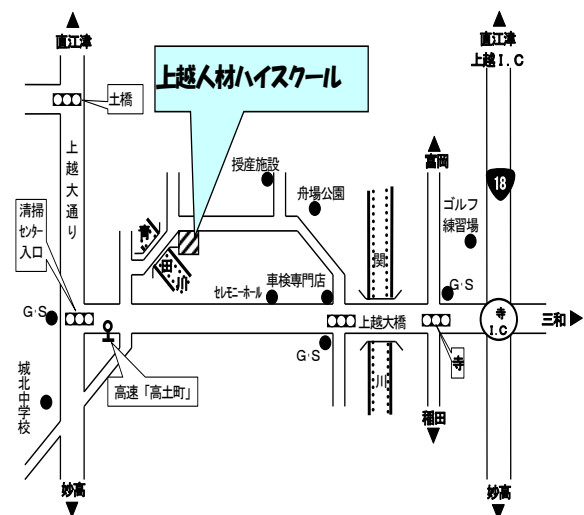 直江津
直江津
上越I.C
上越人材ハイスクール
土橋
上越大通り
授産施設
富岡
18
舟場公園
ゴルフ
練習場
清掃
センター
入口
青
田
川
関
川
セレモニーホール
車検専門店
G・S
G・S
G・S
上越大橋
寺
I.C
三和
寺
高速「高土町」
城北中学校
稲田
妙高
妙高